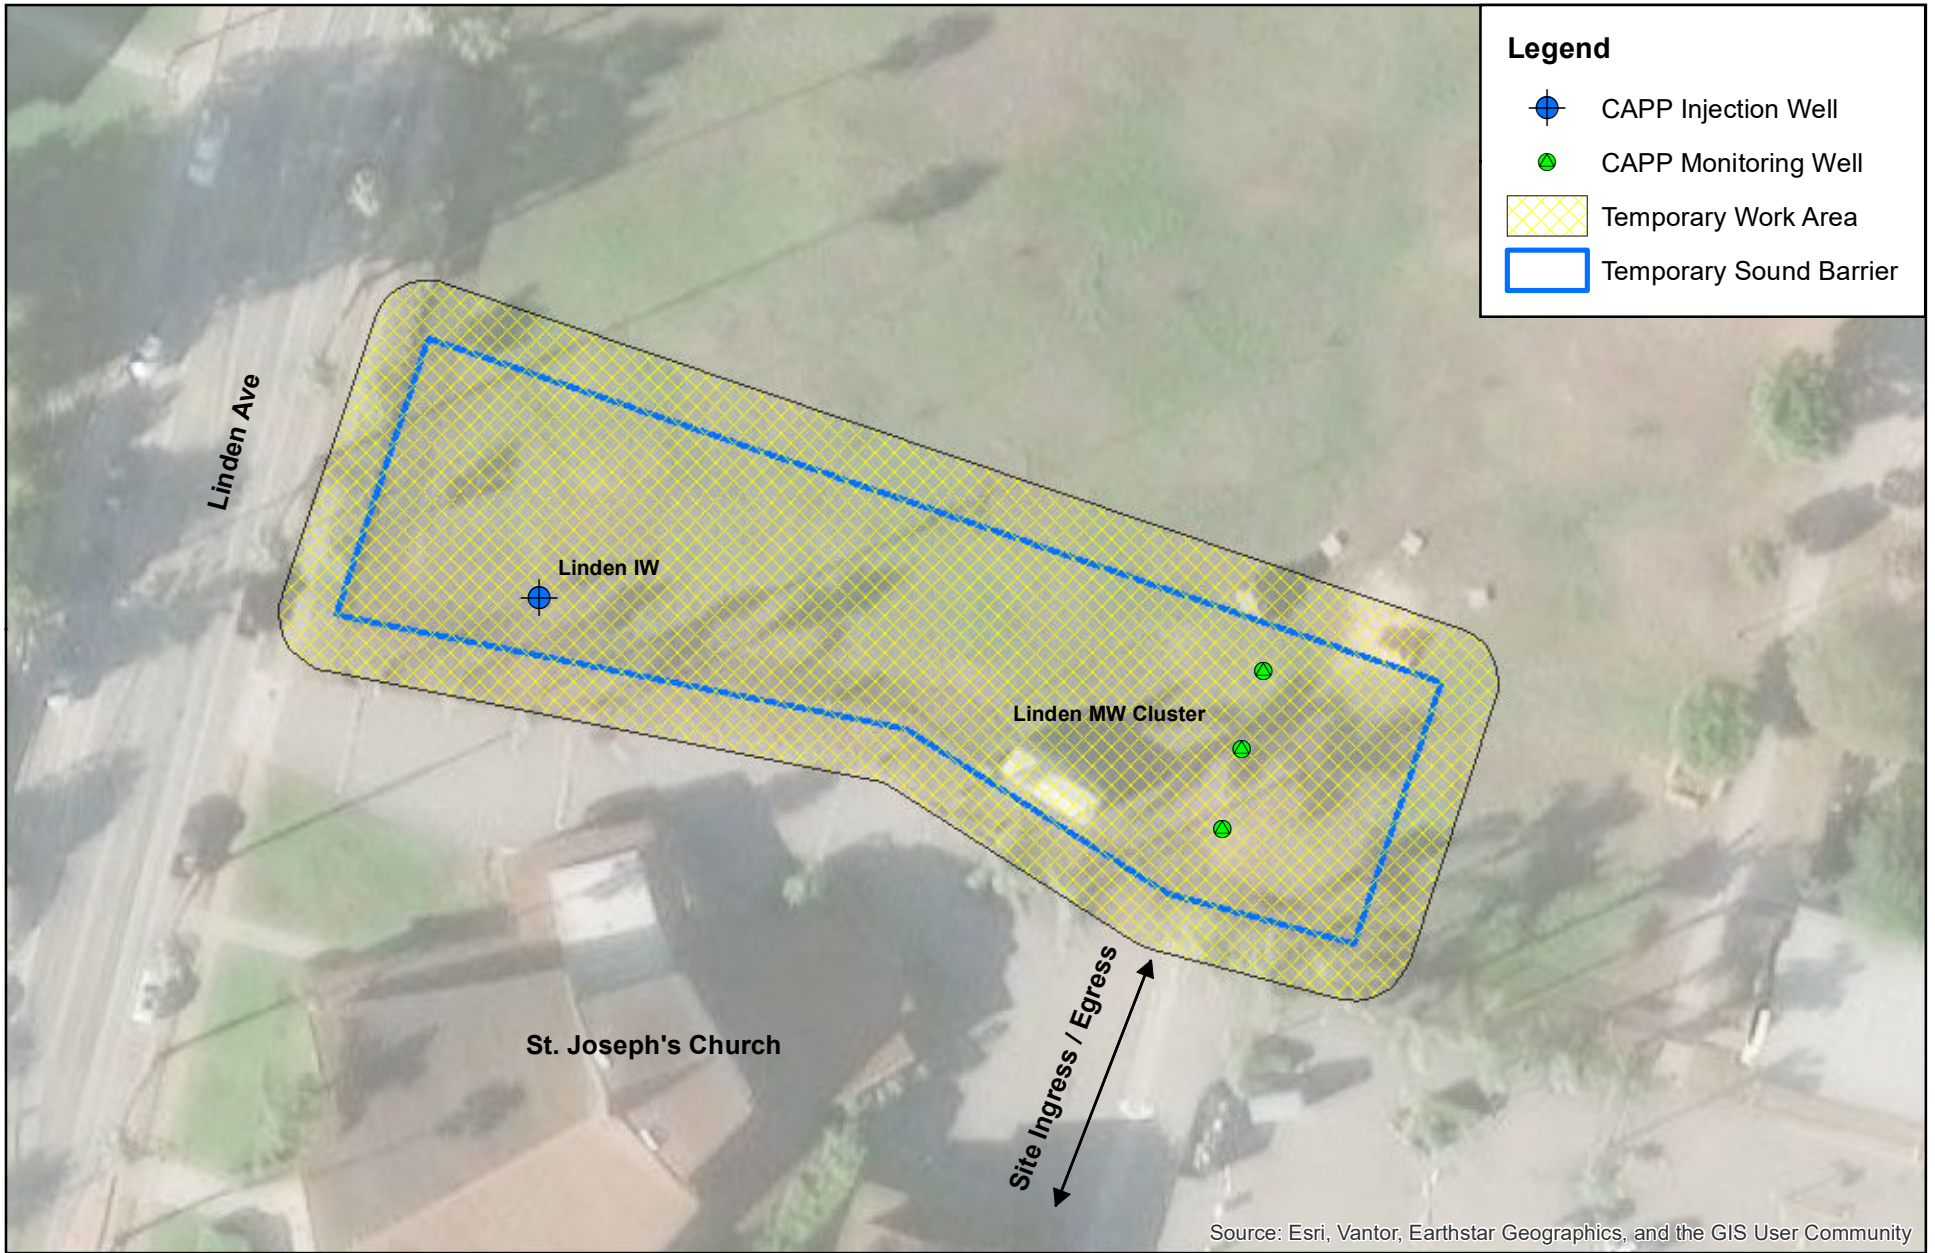 Legend
CAPP Injection Well
CAPP Monitoring Well
Temporary Work Area
Temporary Sound Barrier
Linden Ave
Linden IW
Linden MW Cluster
St. Joseph's Church
Site Ingress / Egress
Source: Esri, Vantor, Earthstar Geographics, and the GIS User Community